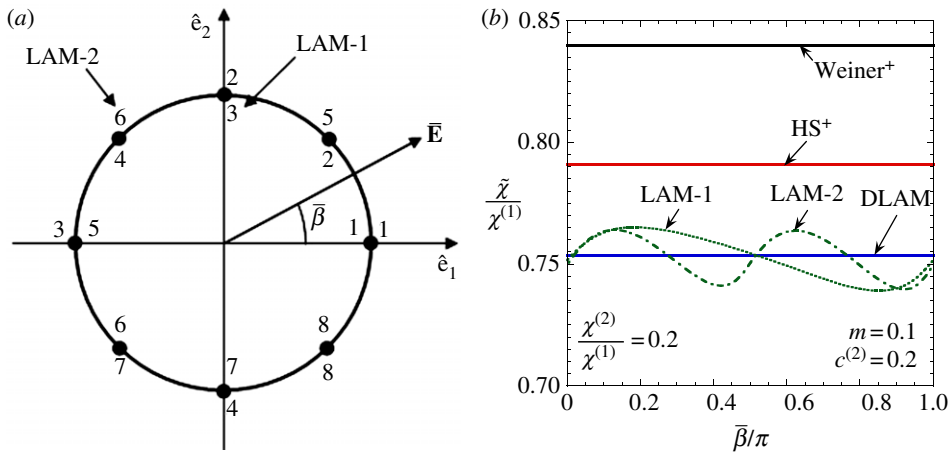 (a)
ê₂
LAM-2
LAM-1
2
3
6
4
5
2
Ē
β̄
3
5
1
1
ê₁
6
7
8
8
7
4
(b)
0.85
0.80
0.75
0.70
χ̃
χ⁽¹⁾
Weiner⁺
HS⁺
LAM-1
LAM-2
DLAM
χ⁽²⁾
χ⁽¹⁾
=0.2
m=0.1
c⁽²⁾=0.2
0
0.2
0.4
0.6
0.8
1.0
β̄/π